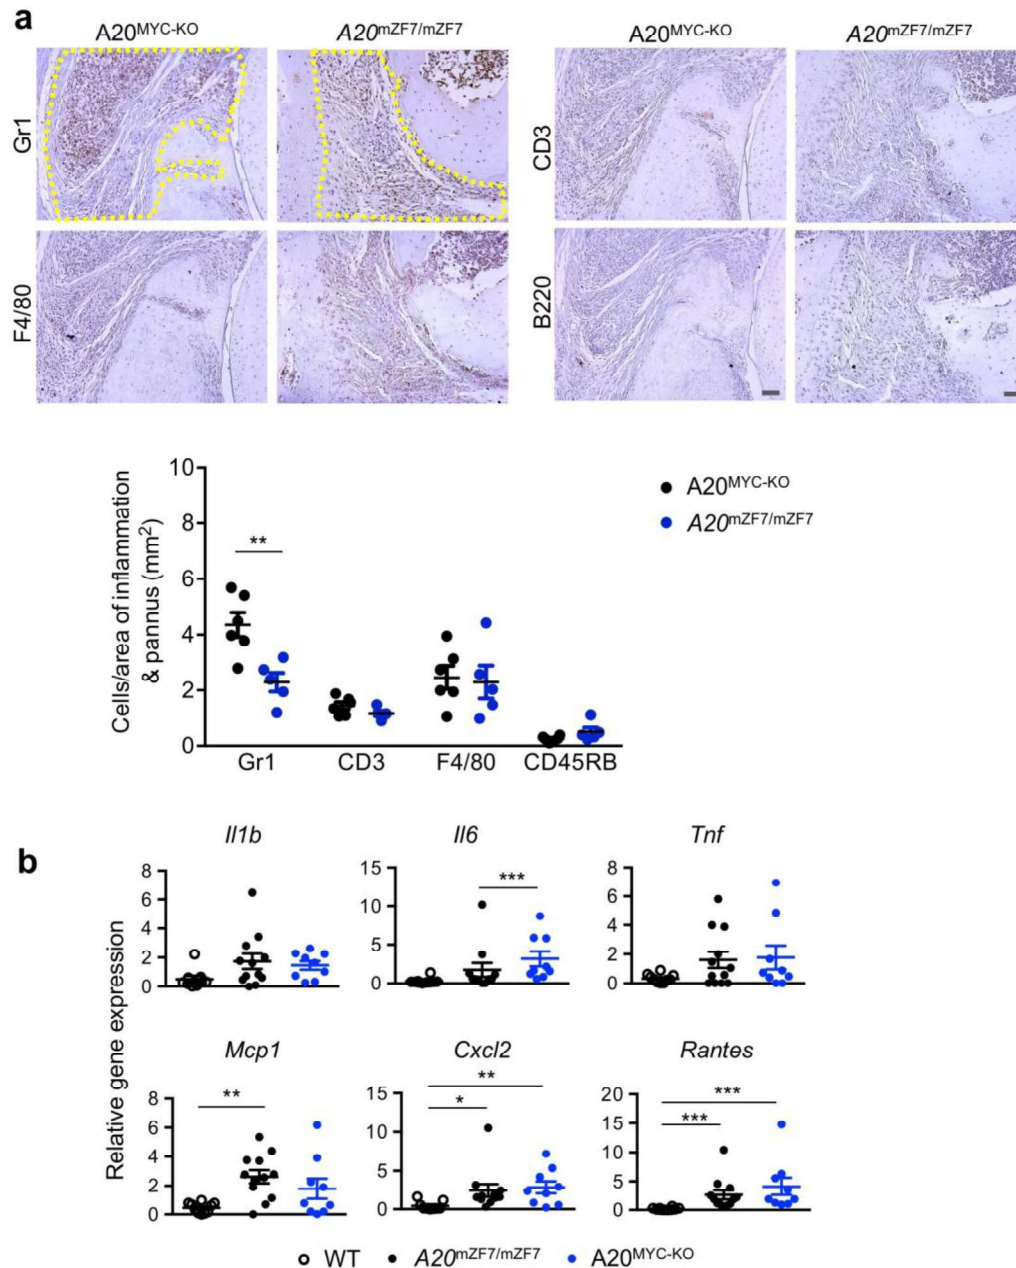 a
A20MYC-KO A20mZF7/mZF7 A20MYC-KO A20mZF7/mZF7
Gr1
CD3
F4/80
B220
Cells/area of inflammation
& pannus (mm2)
10
8
6
4
2
0
**
A20MYC-KO
A20mZF7/mZF7
Gr1 CD3 F4/80 CD45RB
b
Relative gene expression
Il1b Il6 Tnf
8
6
4
2
0
15
10
5
0
***
8
6
4
2
0
Mcp1 Cxcl2 Rantes
8
6
4
2
0
**
15
10
5
0
**
*
20
15
10
5
0
***
***
WT A20mZF7/mZF7 A20MYC-KO